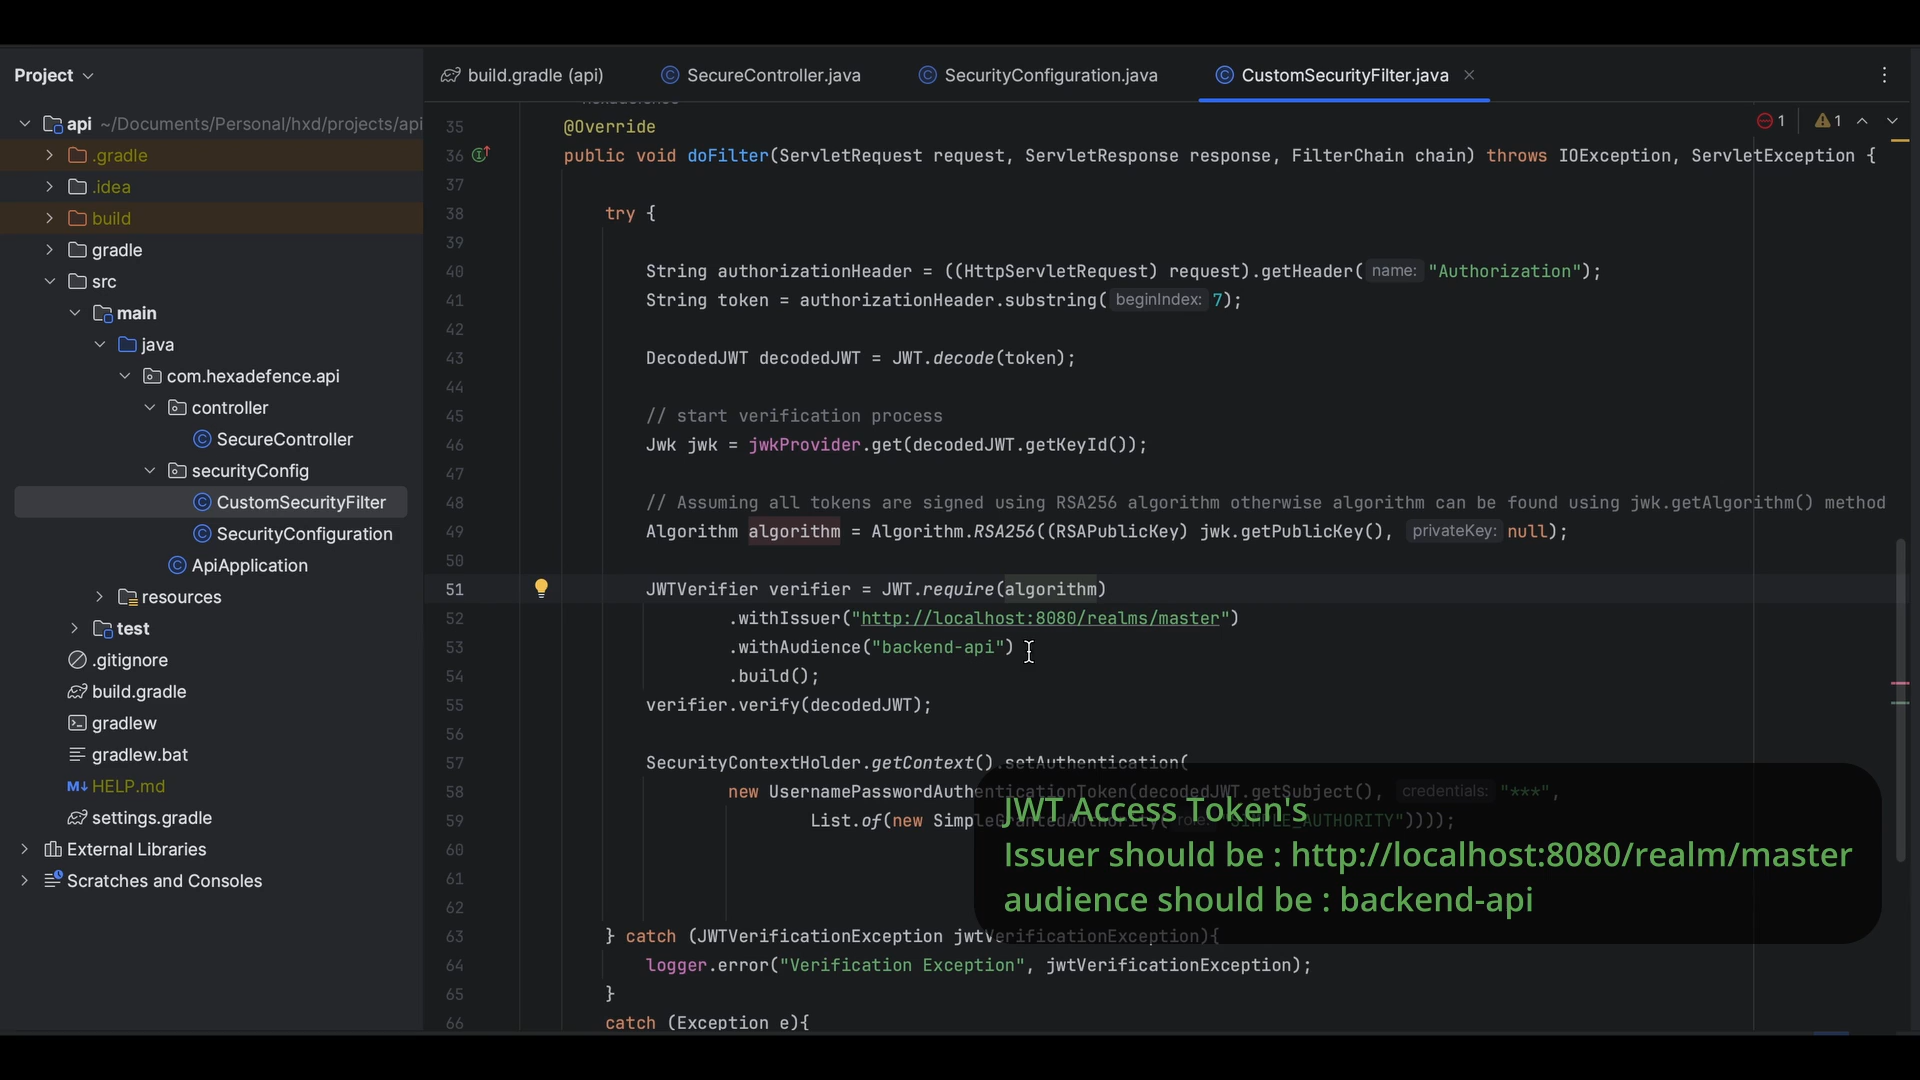 Project
build.gradle (api)
SecureController.java
SecurityConfiguration.java
CustomSecurityFilter.java
api ~/Documents/Personal/hxd/projects/api
.gradle
.idea
build
gradle
src
main
java
com.hexadefence.api
controller
SecureController
securityConfig
CustomSecurityFilter
SecurityConfiguration
ApiApplication
resources
test
.gitignore
build.gradle
gradlew
gradlew.bat
M↓ HELP.md
settings.gradle
External Libraries
Scratches and Consoles
1 1
35 @Override
36 public void doFilter(ServletRequest request, ServletResponse response, FilterChain chain) throws IOException, ServletException {
37
38 try {
39
40 String authorizationHeader = ((HttpServletRequest) request).getHeader( name: "Authorization");
41 String token = authorizationHeader.substring( beginIndex: 7);
42
43 DecodedJWT decodedJWT = JWT.decode(token);
44
45 // start verification process
46 Jwk jwk = jwkProvider.get(decodedJWT.getKeyId());
47
48 // Assuming all tokens are signed using RSA256 algorithm otherwise algorithm can be found using jwk.getAlgorithm() method
49 Algorithm algorithm = Algorithm.RSA256((RSAPublicKey) jwk.getPublicKey(), privateKey: null);
50
51 JWTVerifier verifier = JWT.require(algorithm)
52 .withIssuer("http://localhost:8080/realms/master")
53 .withAudience("backend-api")
54 .build();
55 verifier.verify(decodedJWT);
56
57 SecurityContextHolder.getContext().setAuthentication(
58 new UsernamePasswordAuthenticationToken(decodedJWT.getSubject(), credentials: "***",
59 List.of(new SimpleGrantedAuthority( role: "SIMPLE_AUTHORITY"))));
60
61
62
63 } catch (JWTVerificationException jwtVerificationException){
64 logger.error("Verification Exception", jwtVerificationException);
65 }
66 catch (Exception e){
JWT Access Token's
Issuer should be : http://localhost:8080/realm/master
audience should be : backend-api